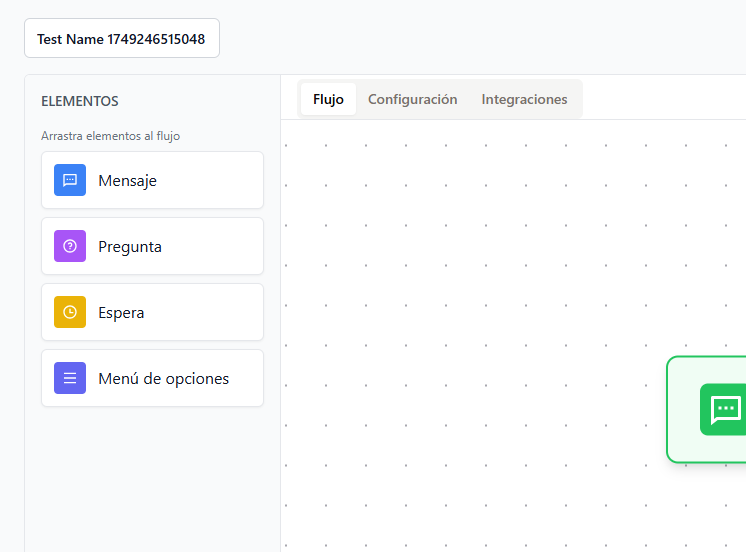 Test Name 1749246515048
ELEMENTOS
Arrastra elementos al flujo
Mensaje
Pregunta
Espera
Menú de opciones
Flujo
Configuración
Integraciones